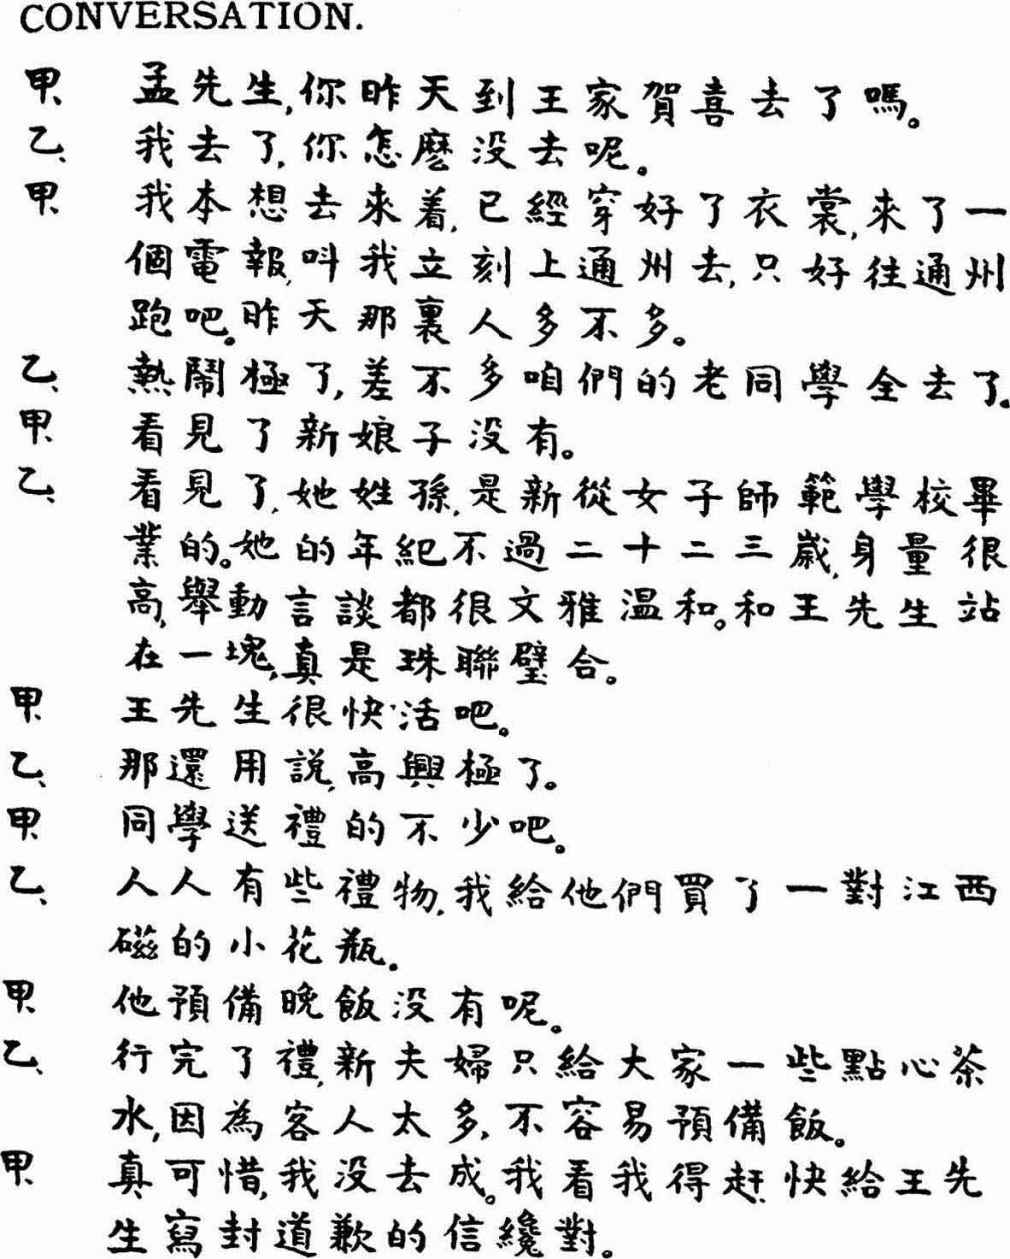 CONVERSATION.
甲、 孟先生,你昨天到王家賀喜去了嗎。
乙、 我去了,你怎麽没去呢。
甲、 我本想去來着,已經穿好了衣裳,來了一
個電報,叫我立刻上通州去,只好往通州
跑吧。昨天那裏人多不多。
乙、 熱鬧極了,差不多咱們的老同學全去了。
甲、 看見了新娘子没有。
乙、 看見了,她姓孫,是新從女子師範學校畢
業的。她的年紀不過二十二三嵗,身量很
高,舉動言談都很文雅温和。和王先生站
在一塊,真是珠聯璧合。
甲、 王先生很快活吧。
乙、 那還用説,高興極了。
甲、 同學送禮的不少吧。
乙、 人人有些禮物,我給他們買了一對江西
磁的小花瓶。
甲、 他預備晚飯没有呢。
乙、 行完了禮,新夫婦只給大家一些點心茶
水,因為客人太多,不容易預備飯。
甲、 真可惜,我没去成。我看我得赶快給王先
生寫封道歉的信纔對。